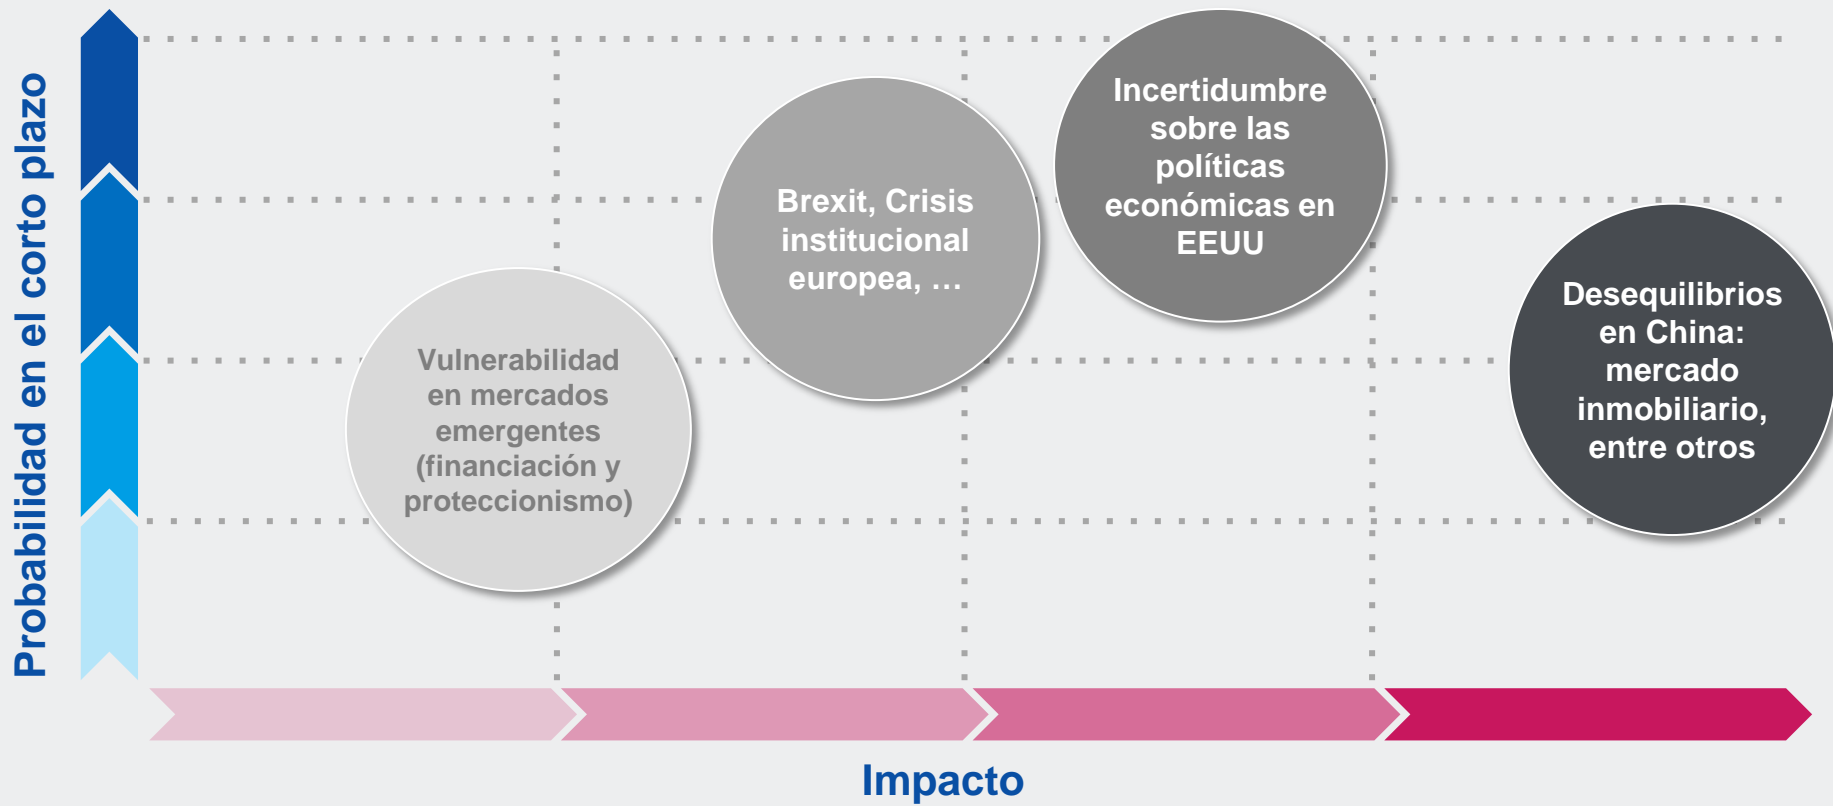 Probabilidad en el corto plazo
Incertidumbre
sobre las
políticas
económicas en
EEUU
Brexit, Crisis
institucional
europea, …
Vulnerabilidad
en mercados
emergentes
(financiación y
proteccionismo)
Desequilibrios
en China:
mercado
inmobiliario,
entre otros
Impacto